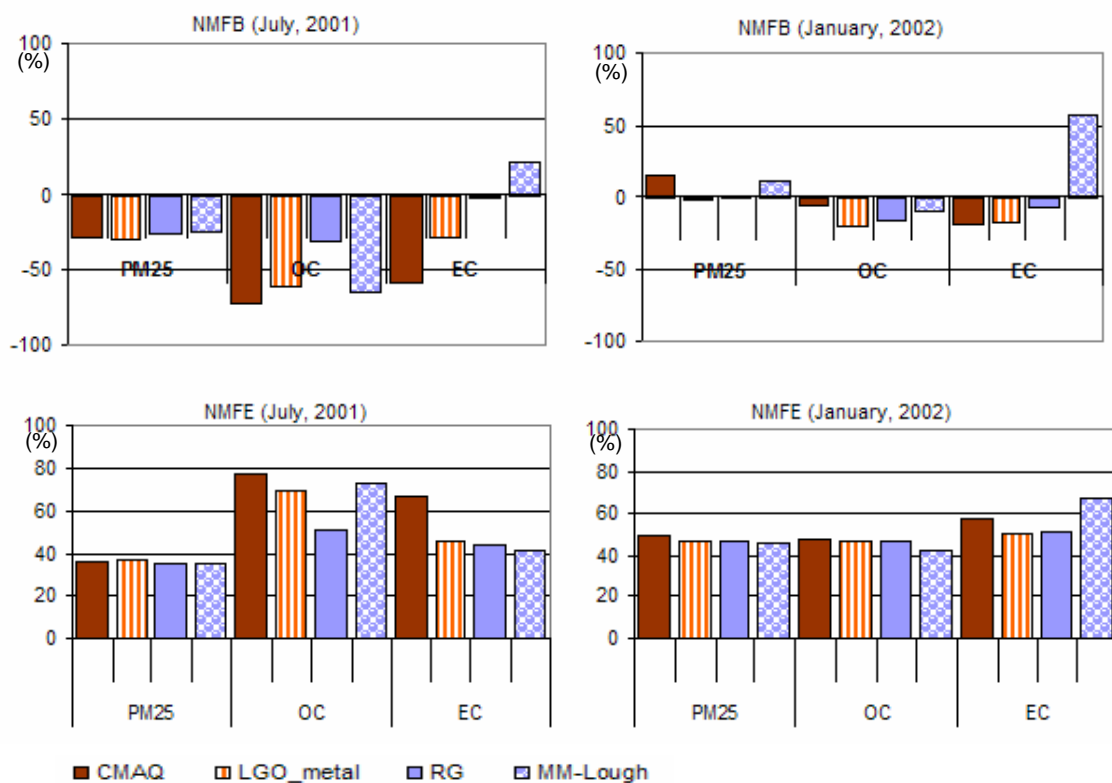 NMFB (July, 2001)
100
(%)
50
0
-50
-100
PM25
OC
EC
NMFB (January, 2002)
100
(%)
50
0
-50
-100
PM25
OC
EC
NMFE (July, 2001)
100
(%)
80
60
40
20
0
PM25
OC
EC
NMFE (January, 2002)
100
(%)
80
60
40
20
0
PM25
OC
EC
CMAQ LGO_metal RG MM-Lough